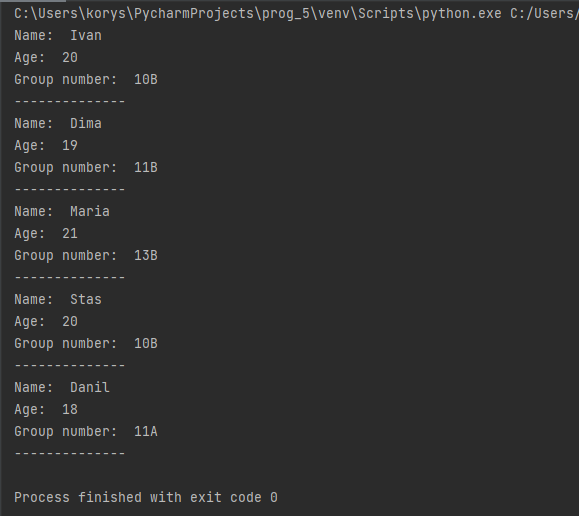 C:\Users\korys\PycharmProjects\prog_5\venv\Scripts\python.exe C:/Users/
Name:  Ivan
Age:  20
Group number:  10B
--------------
Name:  Dima
Age:  19
Group number:  11B
--------------
Name:  Maria
Age:  21
Group number:  13B
--------------
Name:  Stas
Age:  20
Group number:  10B
--------------
Name:  Danil
Age:  18
Group number:  11A
--------------
Process finished with exit code 0